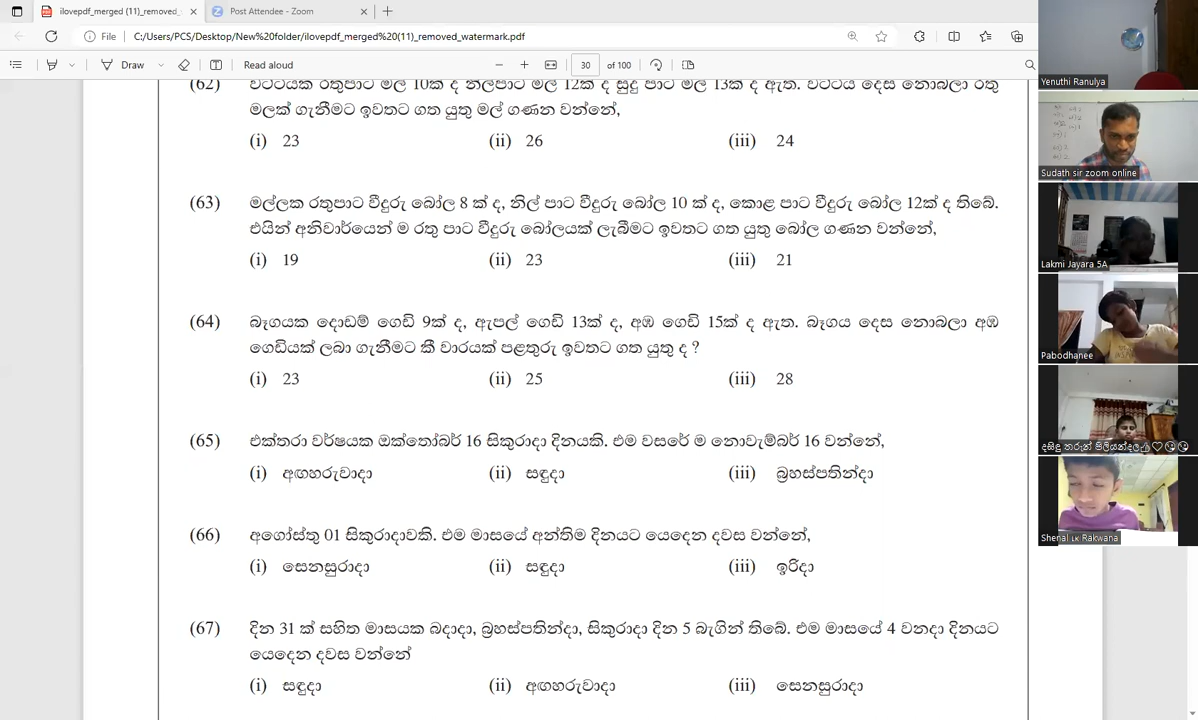 ilovepdf_merged (11)_removed_
Post Attendee - Zoom
File
C:/Users/PCS/Desktop/New%20folder/ilovepdf_merged%20(11)_removed_watermark.pdf
Draw
Read aloud
30 of 100
(62) වට්ටියක රතුපාට මල් 10ක් ද නිල්පාට මල් 12ක් ද සුදු පාට මල් 13ක් ද ඇත. වට්ටිය දෙස නොබලා රතු
මලක් ගැනීමට ඉවතට ගත යුතු මල් ගණන වන්නේ,
(i) 23 (ii) 26 (iii) 24
(63) මල්ලක රතුපාට වීදුරු බෝල 8 ක් ද, නිල් පාට වීදුරු බෝල 10 ක් ද, කොළ පාට වීදුරු බෝල 12ක් ද තිබේ.
එයින් අනිවාර්යෙන් ම රතු පාට වීදුරු බෝලයක් ලැබීමට ඉවතට ගත යුතු බෝල ගණන වන්නේ,
(i) 19 (ii) 23 (iii) 21
(64) බෑගයක දොඩම් ගෙඩි 9ක් ද, ඇපල් ගෙඩි 13ක් ද, අඹ ගෙඩි 15ක් ද ඇත. බෑගය දෙස නොබලා අඹ
ගෙඩියක් ලබා ගැනීමට කී වාරයක් පළතුරු ඉවතට ගත යුතු ද ?
(i) 23 (ii) 25 (iii) 28
(65) එක්තරා වර්ෂයක ඔක්තෝබර් 16 සිකුරාදා දිනයකි. එම වසරේ ම නොවැම්බර් 16 වන්නේ,
(i) අඟහරුවාදා (ii) සඳුදා (iii) බ්‍රහස්පතින්දා
(66) අගෝස්තු 01 සිකුරාදාවකි. එම මාසයේ අන්තිම දිනයට යෙදෙන දවස වන්නේ,
(i) සෙනසුරාදා (ii) සඳුදා (iii) ඉරිදා
(67) දින 31 ක් සහිත මාසයක බදාදා, බ්‍රහස්පතින්දා, සිකුරාදා දින 5 බැගින් තිබේ. එම මාසයේ 4 වනදා දිනයට
යෙදෙන දවස වන්නේ
(i) සඳුදා (ii) අඟහරුවාදා (iii) සෙනසුරාදා
Yenuthi Ranulya
Sudath sir zoom online
Lakmi Jayara 5A
Pabodhanee
දසිඳු තරුන් පිලියන්දල👍🏻♡😘😘
Shenal LK Rakwana